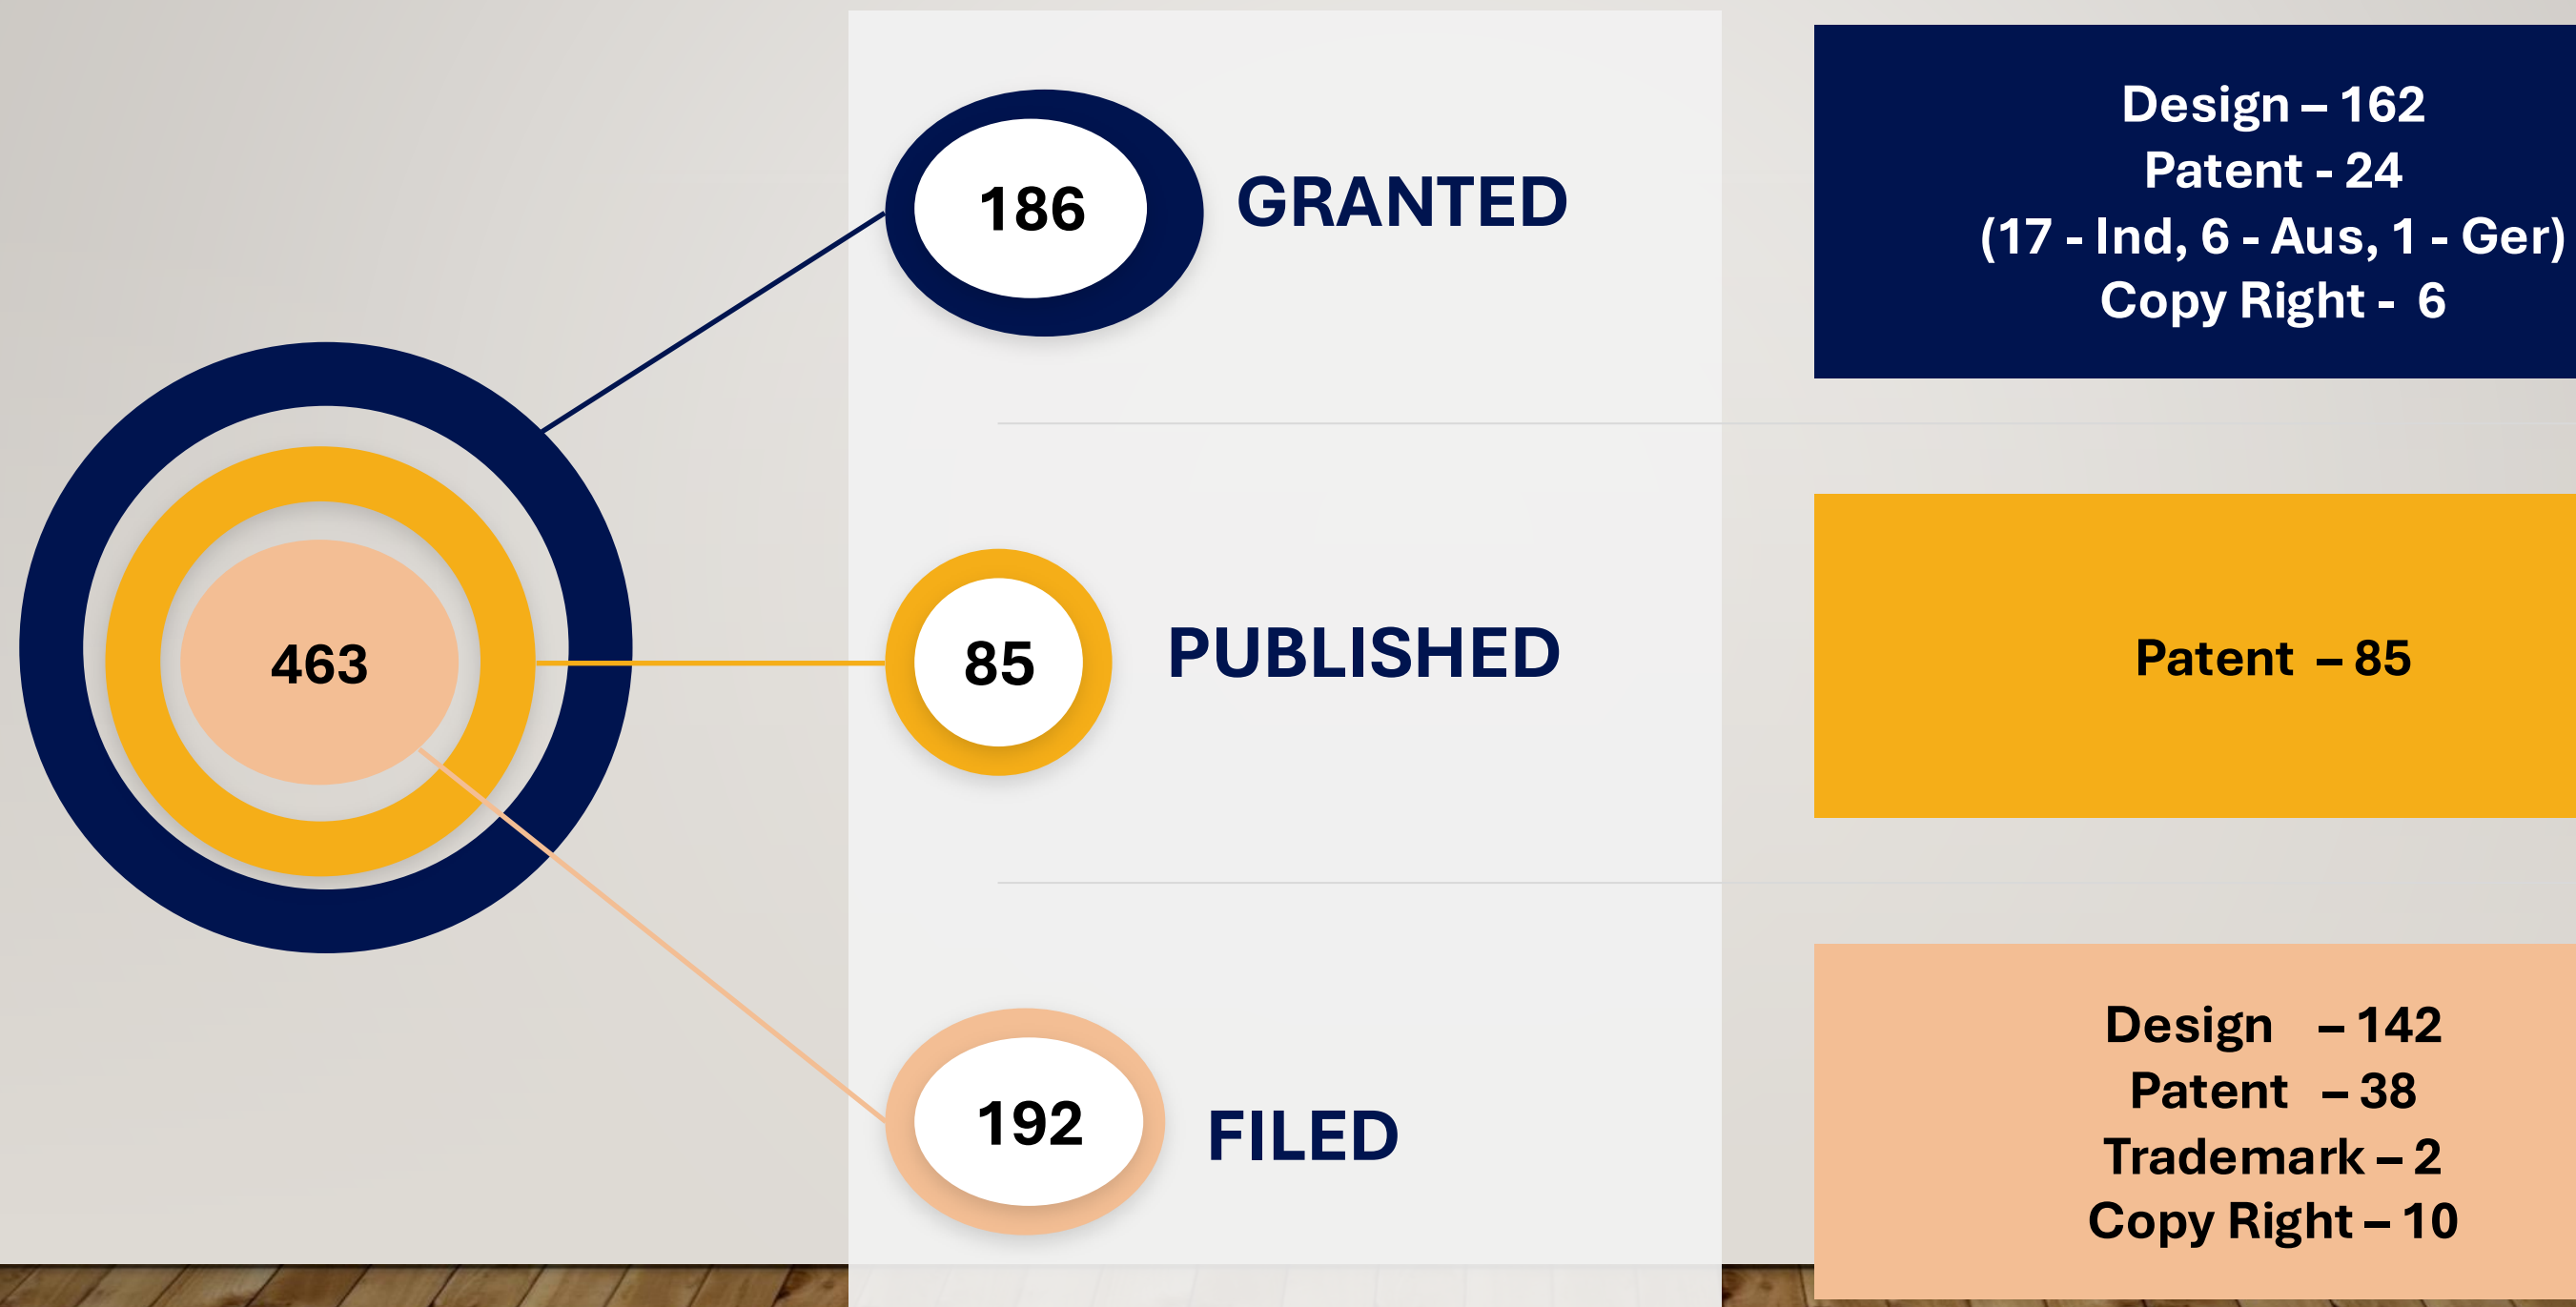 463
186
GRANTED
Design – 162
Patent - 24
(17 - Ind, 6 - Aus, 1 - Ger)
Copy Right -  6
85
PUBLISHED
Patent  – 85
192
FILED
Design   – 142
Patent  – 38
Trademark – 2
Copy Right – 10